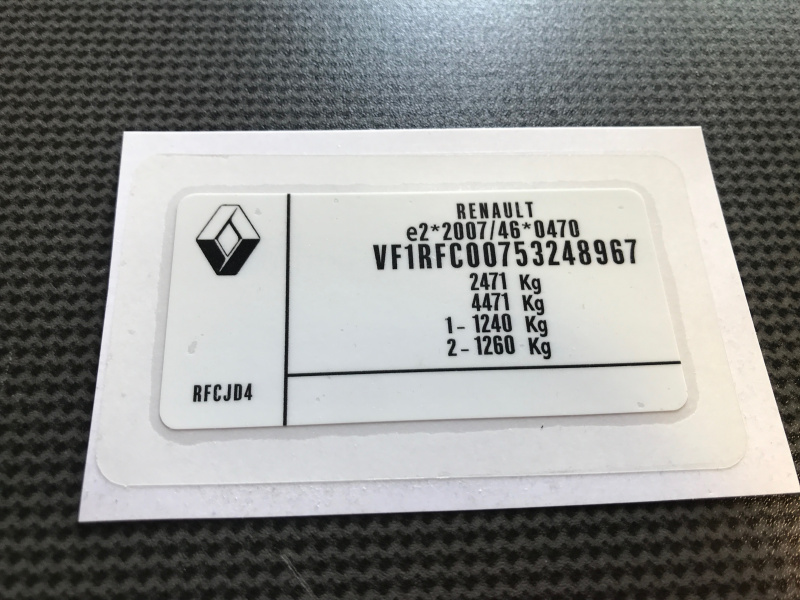 RENAULT
e2*2007/46*0470
VF1RFC00753248967
2471 Kg
4471 Kg
1- 1240 Kg
2- 1260 Kg
RFCJD4